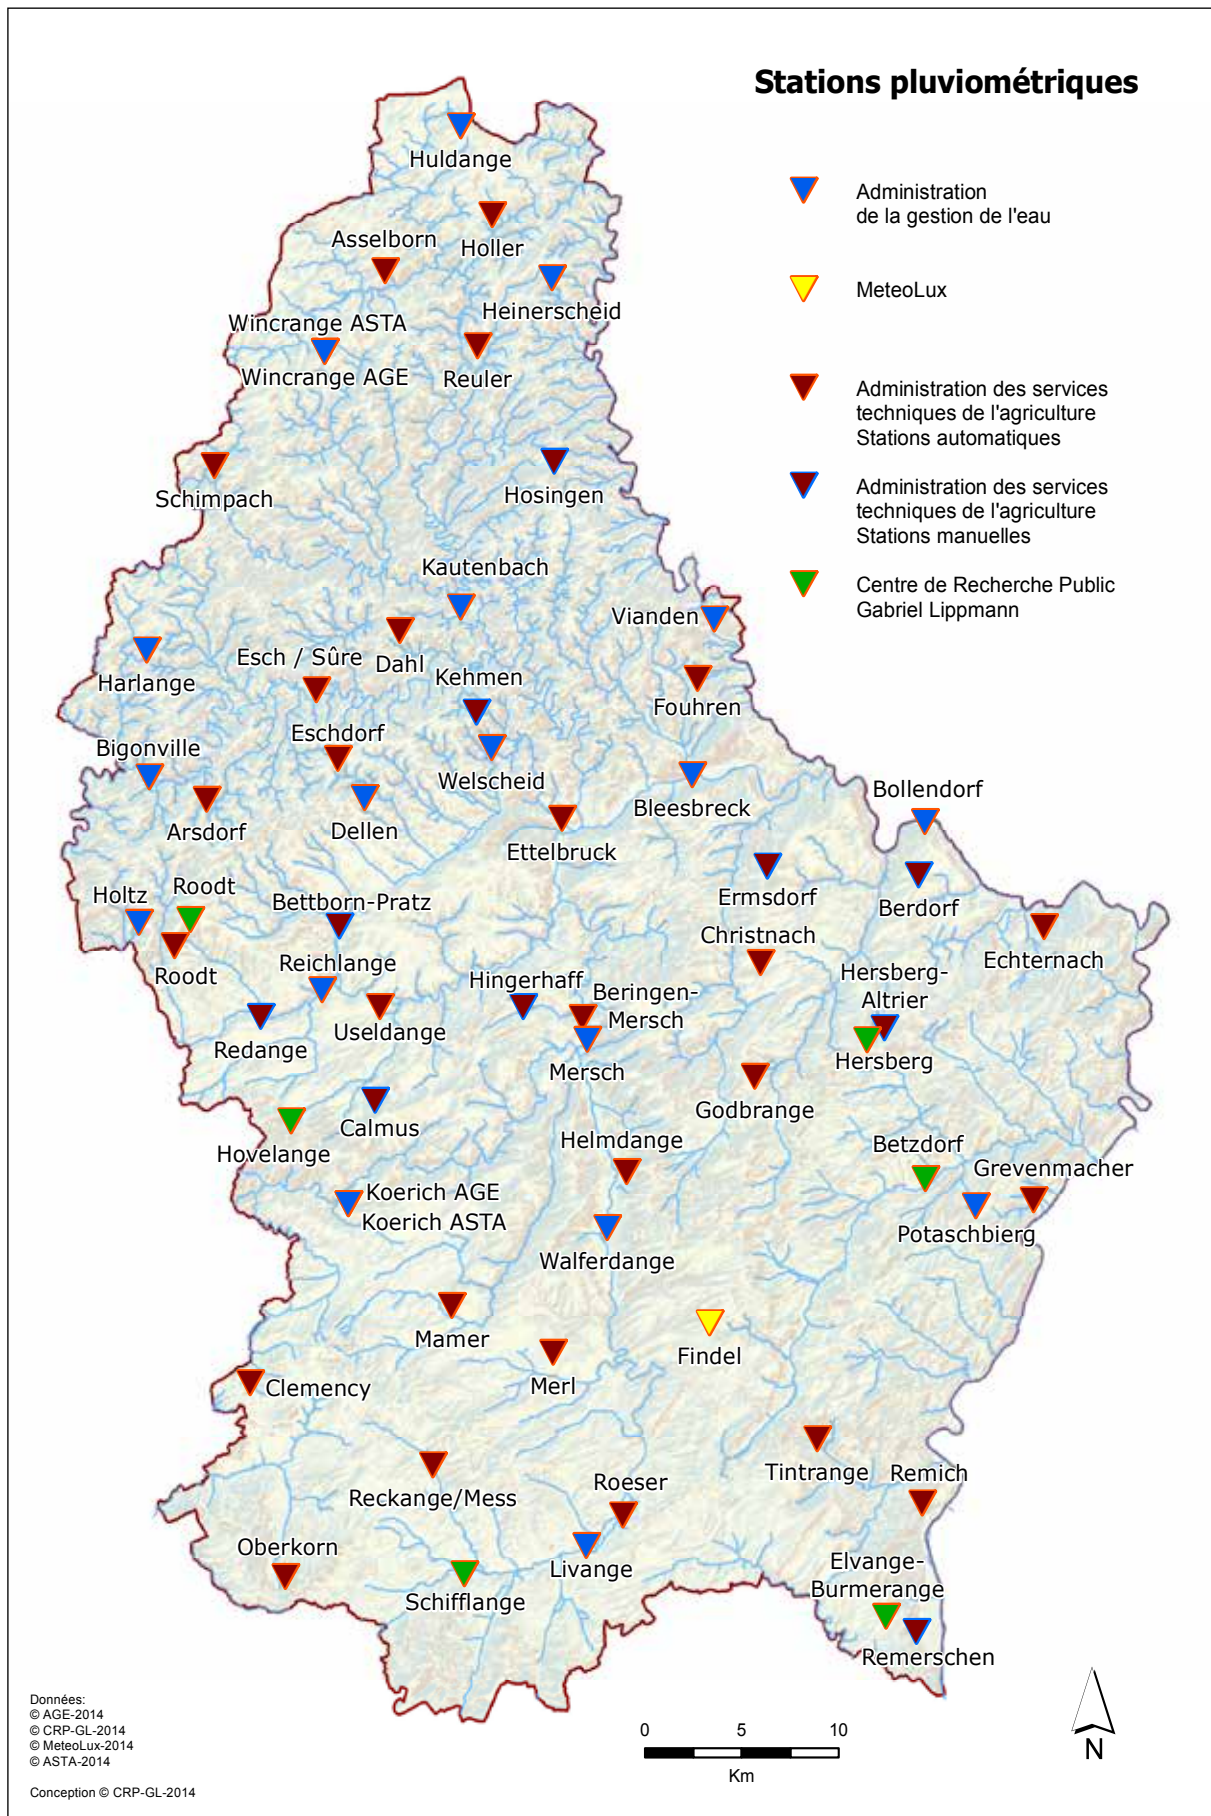 Stations pluviométriques
Administration
de la gestion de l'eau
MeteoLux
Administration des services
techniques de l'agriculture
Stations automatiques
Administration des services
techniques de l'agriculture
Stations manuelles
Centre de Recherche Public
Gabriel Lippmann
Huldange
Holler
Asselborn
Heinerscheid
Wincrange ASTA
Wincrange AGE
Reuler
Schimpach
Hosingen
Kautenbach
Vianden
Dahl
Esch / Sûre
Harlange
Kehmen
Fouhren
Eschdorf
Bigonville
Welscheid
Bleesbreck
Bollendorf
Arsdorf
Dellen
Ettelbruck
Ermsdorf
Berdorf
Holtz
Roodt
Bettborn-Pratz
Christnach
Echternach
Roodt
Reichlange
Hingerhaff
Beringen-
Mersch
Hersberg-
Altrier
Redange
Useldange
Mersch
Hersberg
Godbrange
Calmus
Hovelange
Helmdange
Betzdorf
Grevenmacher
Koerich AGE
Koerich ASTA
Potaschbierg
Walferdange
Mamer
Findel
Merl
Clemency
Tintrange
Remich
Reckange/Mess
Roeser
Oberkorn
Livange
Elvange-
Burmerange
Schifflange
Remerschen
Données:
© AGE-2014
© CRP-GL-2014
© MeteoLux-2014
© ASTA-2014
Conception © CRP-GL-2014
0 5 10
Km
N